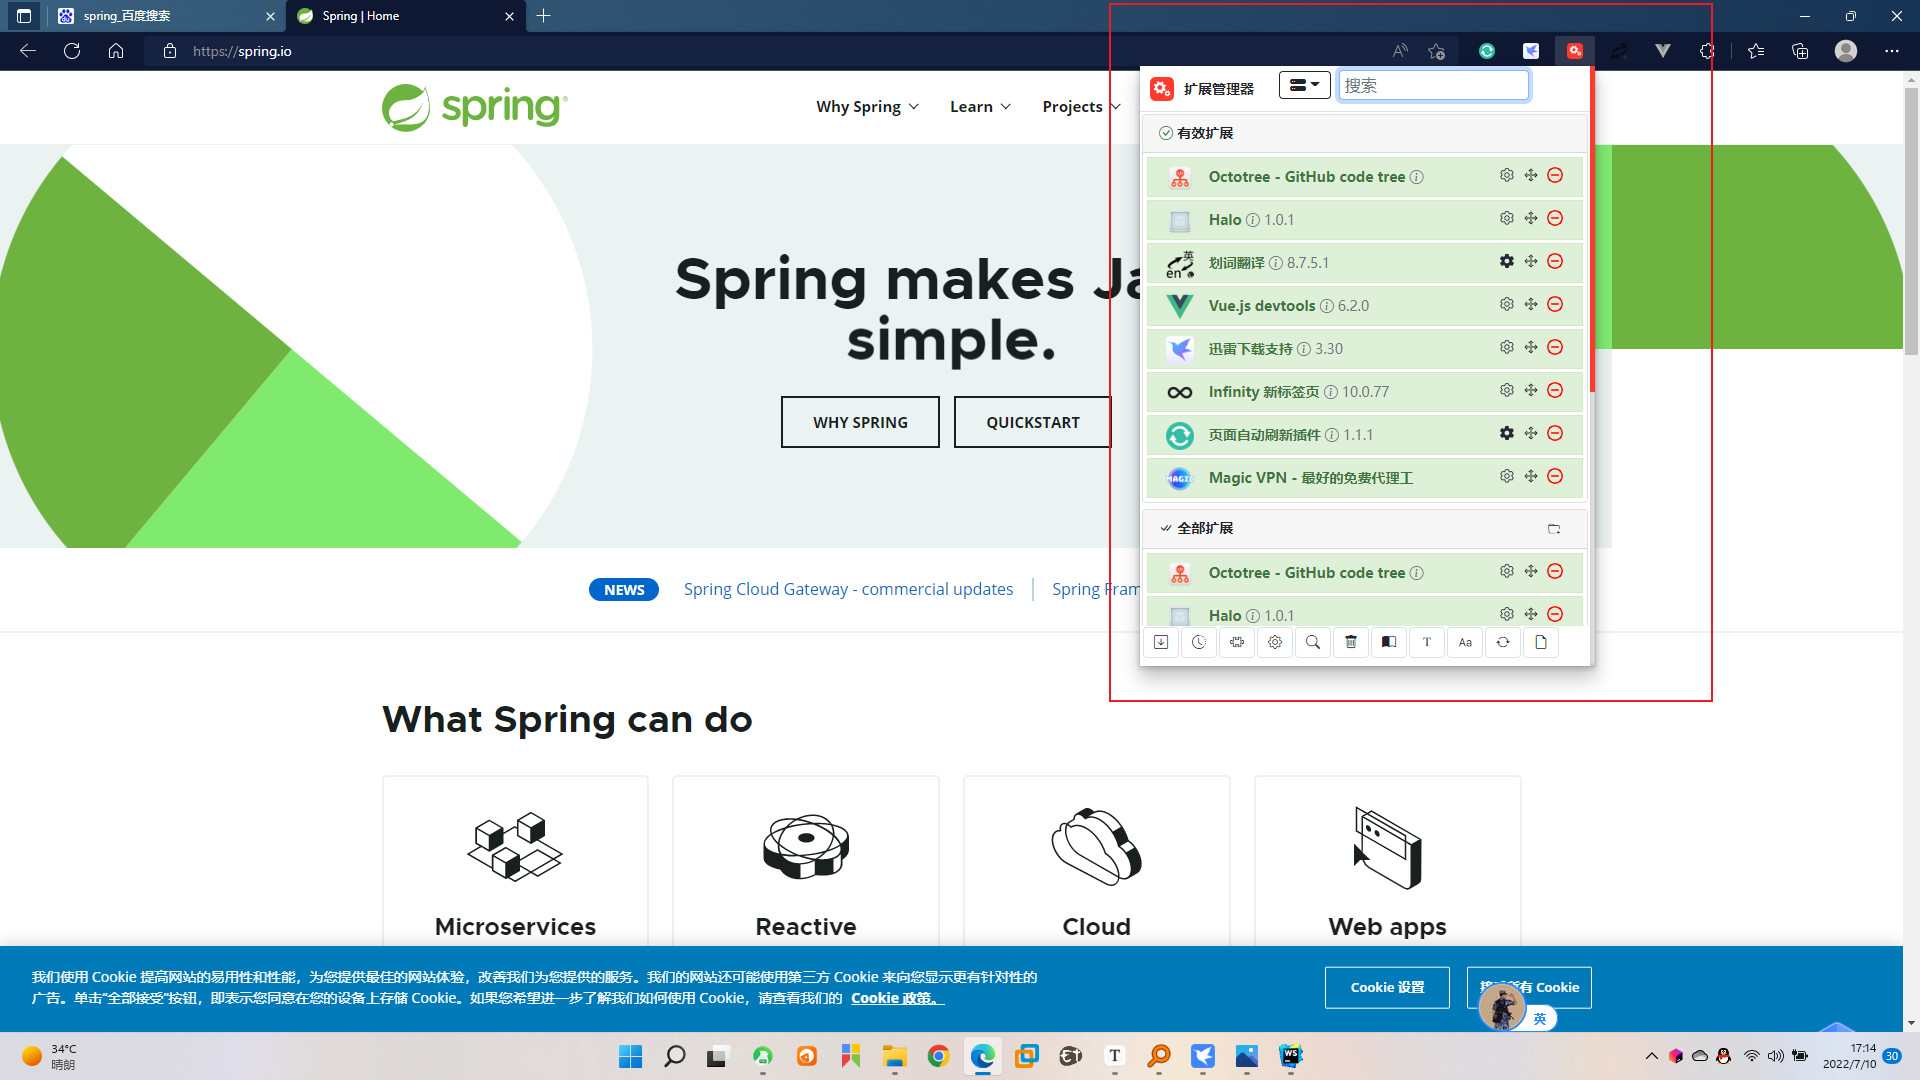 spring_百度搜索
Spring | Home
https://spring.io
spring
Why Spring
Learn
Projects
扩展管理器
搜索
有效扩展
Octotree - GitHub code tree
Halo 1.0.1
划词翻译 8.7.5.1
Vue.js devtools 6.2.0
迅雷下载支持 3.30
Infinity 新标签页 10.0.77
页面自动刷新插件 1.1.1
Magic VPN - 最好的免费代理工
全部扩展
Octotree - GitHub code tree
Halo 1.0.1
T
Aa
Spring makes Ja
simple.
WHY SPRING
QUICKSTART
NEWS
Spring Cloud Gateway - commercial updates
Spring Fram
What Spring can do
Microservices
Reactive
Cloud
Web apps
我们使用 Cookie 提高网站的易用性和性能，为您提供最佳的网站体验，改善我们为您提供的服务。我们的网站还可能使用第三方 Cookie 来向您显示更有针对性的
广告。单击“全部接受”按钮，即表示您同意在您的设备上存储 Cookie。如果您希望进一步了解我们如何使用 Cookie，请查看我们的 Cookie 政策。
Cookie 设置
所有 Cookie
英
34°C
晴朗
17:14
2022/7/10
30